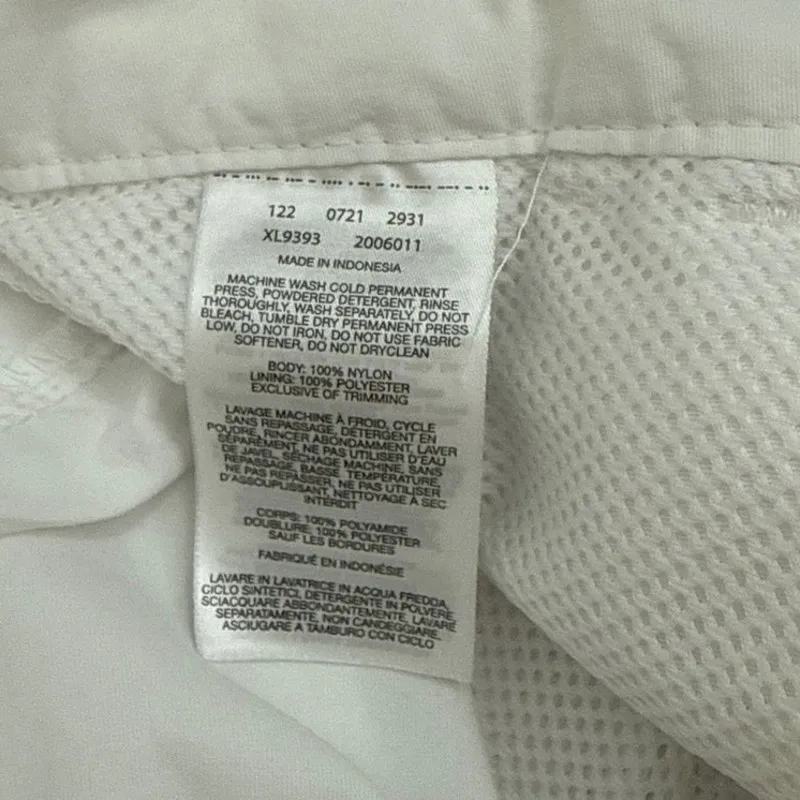 122 0721 2931
XL9393 2006011
MADE IN INDONESIA
MACHINE WASH COLD PERMANENT
PRESS, POWDERED DETERGENT, RINSE
THOROUGHLY, WASH SEPARATELY, DO NOT
BLEACH, TUMBLE DRY PERMANENT PRESS
LOW, DO NOT IRON, DO NOT USE FABRIC
SOFTENER, DO NOT DRYCLEAN
BODY: 100% NYLON
LINING: 100% POLYESTER
EXCLUSIVE OF TRIMMING
LAVAGE MACHINE À FROID, CYCLE
SANS REPASSAGE, DÉTERGENT EN
POUDRE, RINCER ABONDAMMENT, LAVER
SÉPARÉMENT, NE PAS UTILISER D'EAU
DE JAVEL, SÉCHAGE MACHINE, SANS
REPASSAGE, BASSE TEMPÉRATURE,
NE PAS REPASSER, NE PAS UTILISER
D'ASSOUPLISSANT, NETTOYAGE À SEC
INTERDIT
CORPS: 100% POLYAMIDE
DOUBLURE: 100% POLYESTER
SAUF LES BORDURES
FABRIQUÉ EN INDONÉSIE
LAVARE IN LAVATRICE IN ACQUA FREDDA,
CICLO SINTETICI, DETERGENTE IN POLVERE,
SCIACQUARE ABBONDANTEMENTE, LAVARE
SEPARATAMENTE, NON CANDEGGIARE,
ASCIUGARE A TAMBURO CON CICLO